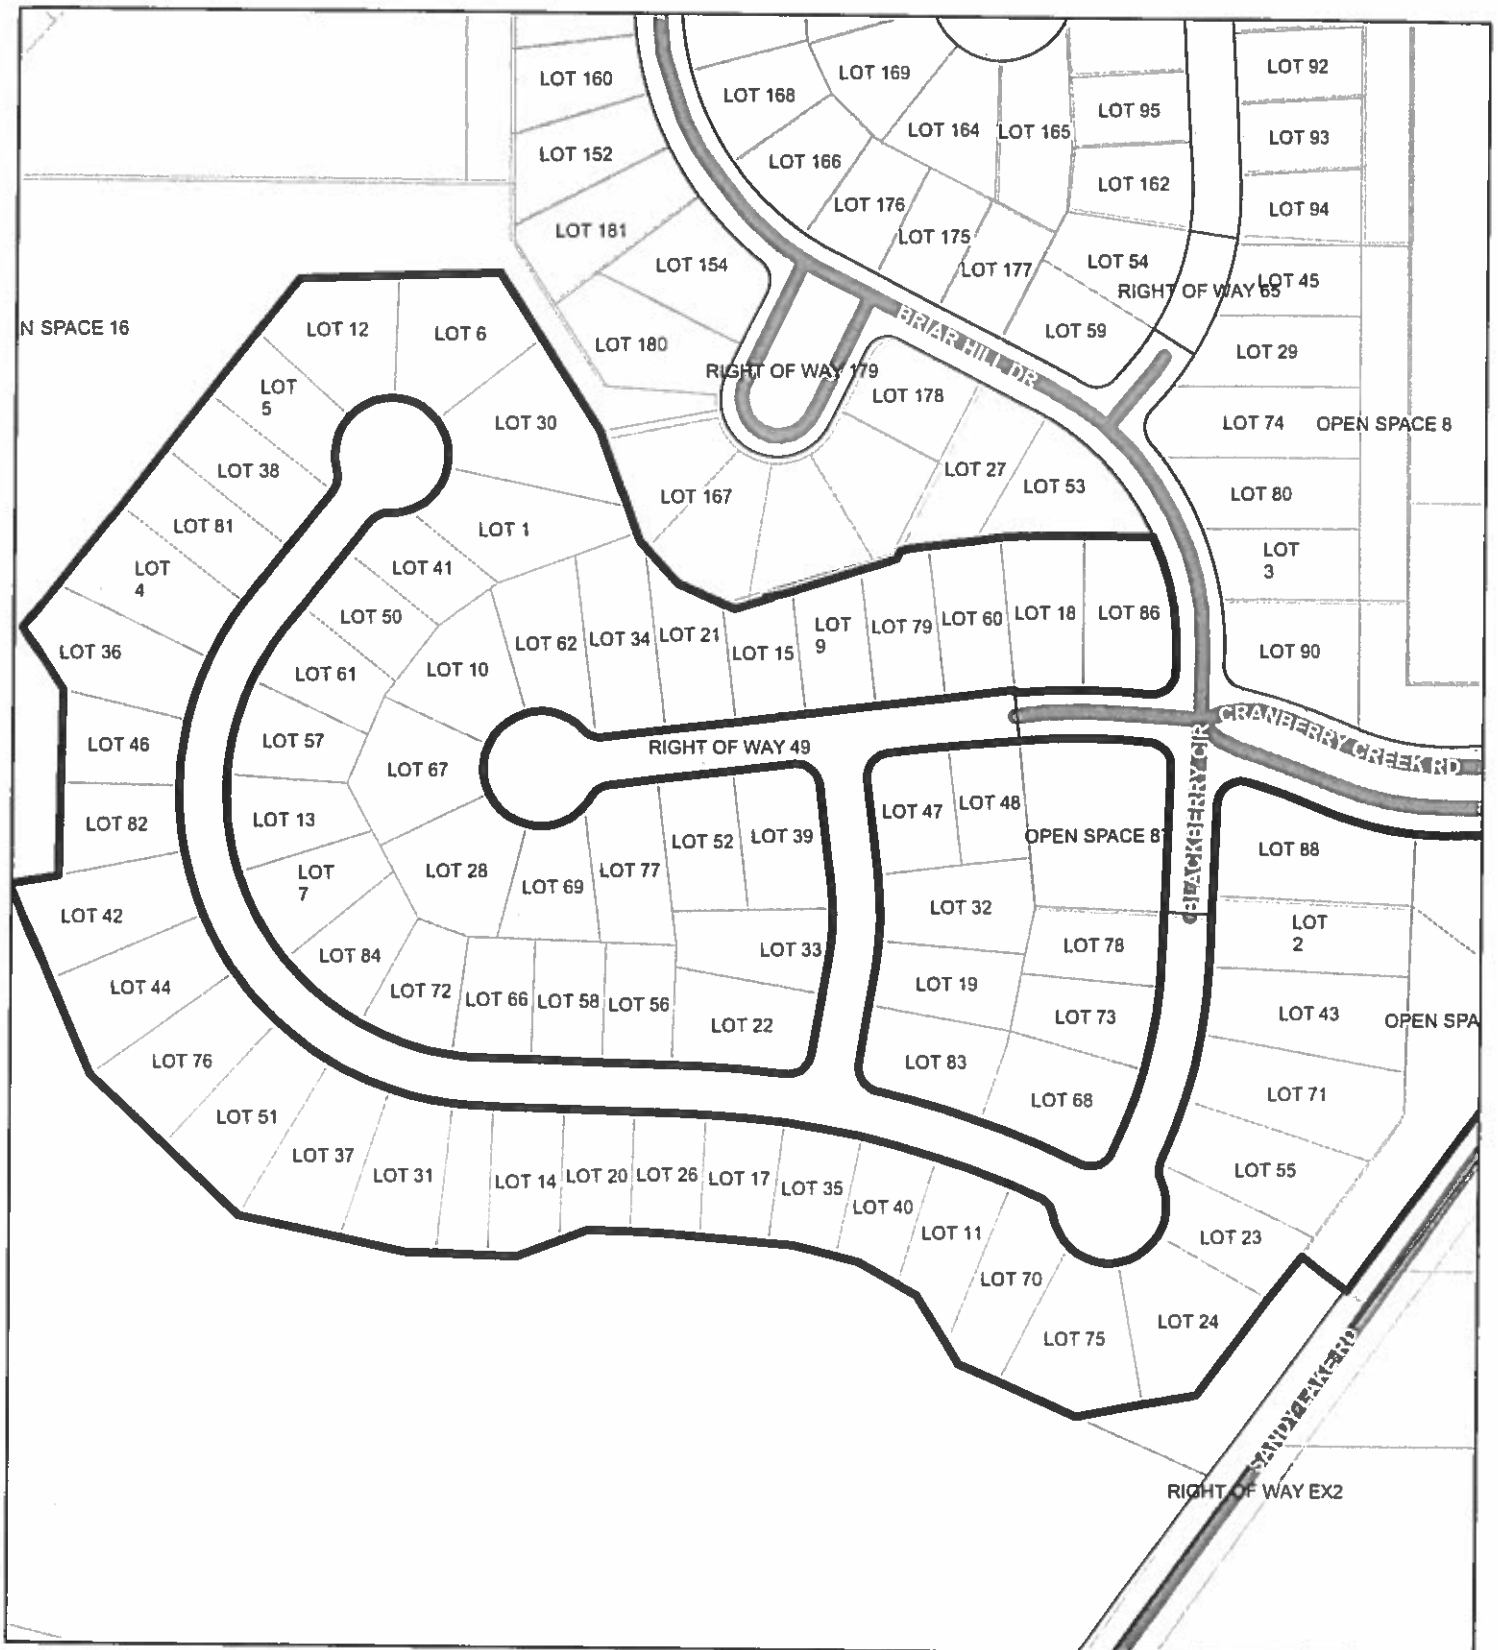 LOT 160
LOT 168
LOT 169
LOT 92
LOT 152
LOT 166
LOT 164
LOT 165
LOT 95
LOT 93
LOT 181
LOT 176
LOT 162
LOT 94
LOT 154
LOT 175
LOT 177
LOT 54
LOT 45
RIGHT OF WAY 65
N SPACE 16
LOT 12
LOT 6
LOT 180
BRIAR HILL DR
LOT 59
LOT 29
RIGHT OF WAY 179
LOT
5
LOT 30
LOT 178
LOT 74
OPEN SPACE 8
LOT 38
LOT 167
LOT 27
LOT 53
LOT 80
LOT 81
LOT 1
LOT
4
LOT 41
LOT
3
LOT 50
LOT 36
LOT 61
LOT 10
LOT 62
LOT 34
LOT 21
LOT 15
LOT
9
LOT 79
LOT 60
LOT 18
LOT 86
LOT 90
LOT 46
LOT 57
LOT 67
RIGHT OF WAY 49
CRANBERRY CREEK RD
BLACKBERRY CIR
LOT 82
LOT 13
LOT 52
LOT 39
LOT 47
LOT 48
OPEN SPACE 8
LOT 88
LOT
7
LOT 28
LOT 69
LOT 77
LOT 42
LOT 32
LOT
2
LOT 84
LOT 33
LOT 78
LOT 44
LOT 72
LOT 66
LOT 58
LOT 56
LOT 22
LOT 19
LOT 73
LOT 43
OPEN SPA
LOT 76
LOT 83
LOT 68
LOT 71
LOT 51
LOT 37
LOT 31
LOT 14
LOT 20
LOT 26
LOT 17
LOT 35
LOT 40
LOT 11
LOT 55
LOT 23
LOT 70
LOT 75
LOT 24
SANDY LAKE RD
RIGHT OF WAY EX2